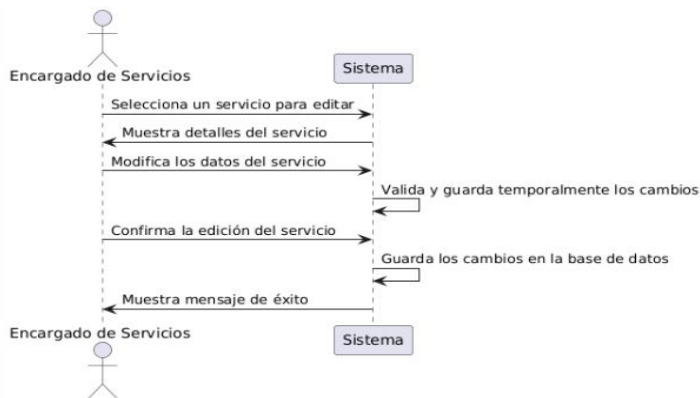 Encargado de Servicios
Sistema
Selecciona un servicio para editar
Muestra detalles del servicio
Modifica los datos del servicio
Valida y guarda temporalmente los cambios
Confirma la edición del servicio
Guarda los cambios en la base de datos
Muestra mensaje de éxito
Encargado de Servicios
Sistema